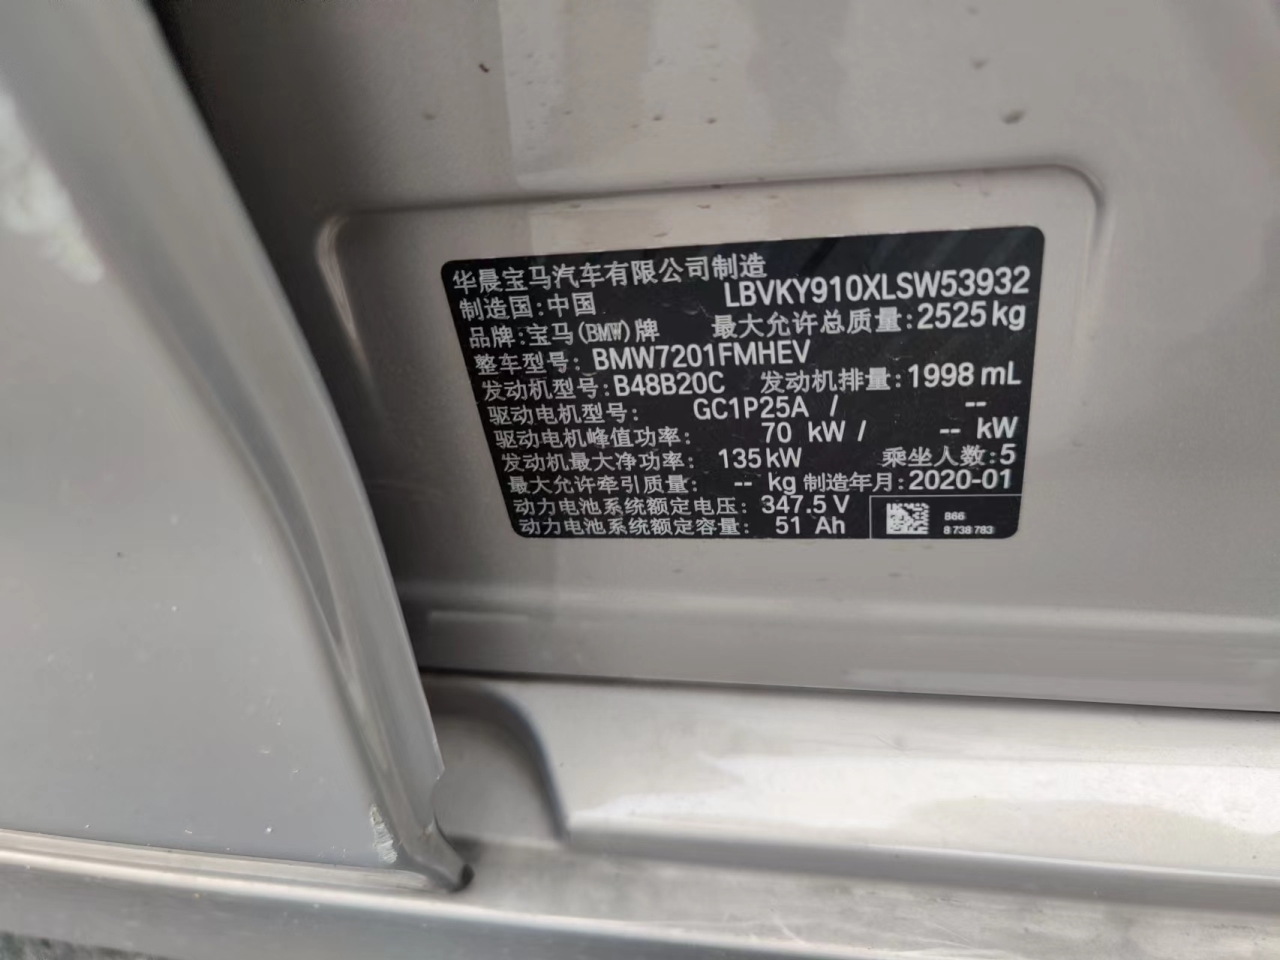 华晨宝马汽车有限公司制造
制造国:中国 LBVKY910XLSW53932
品牌:宝马(BMW)牌 最大允许总质量:2525kg
整车型号: BMW7201FMHEV
发动机型号:B48B20C 发动机排量:1998 mL
驱动电机型号: GC1P25A / --
驱动电机峰值功率: 70 kW / -- kW
发动机最大净功率: 135kW 乘坐人数:5
最大允许牵引质量: -- kg 制造年月:2020-01
动力电池系统额定电压: 347.5 V
动力电池系统额定容量: 51 Ah
B66
8 738 783